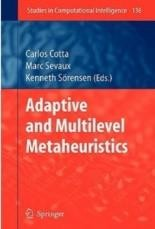 Studies in Computational Intelligence 136
Carlos Cotta
Marc Sevaux
Kenneth Sörensen (Eds.)
Adaptive
and Multilevel
Metaheuristics
Springer